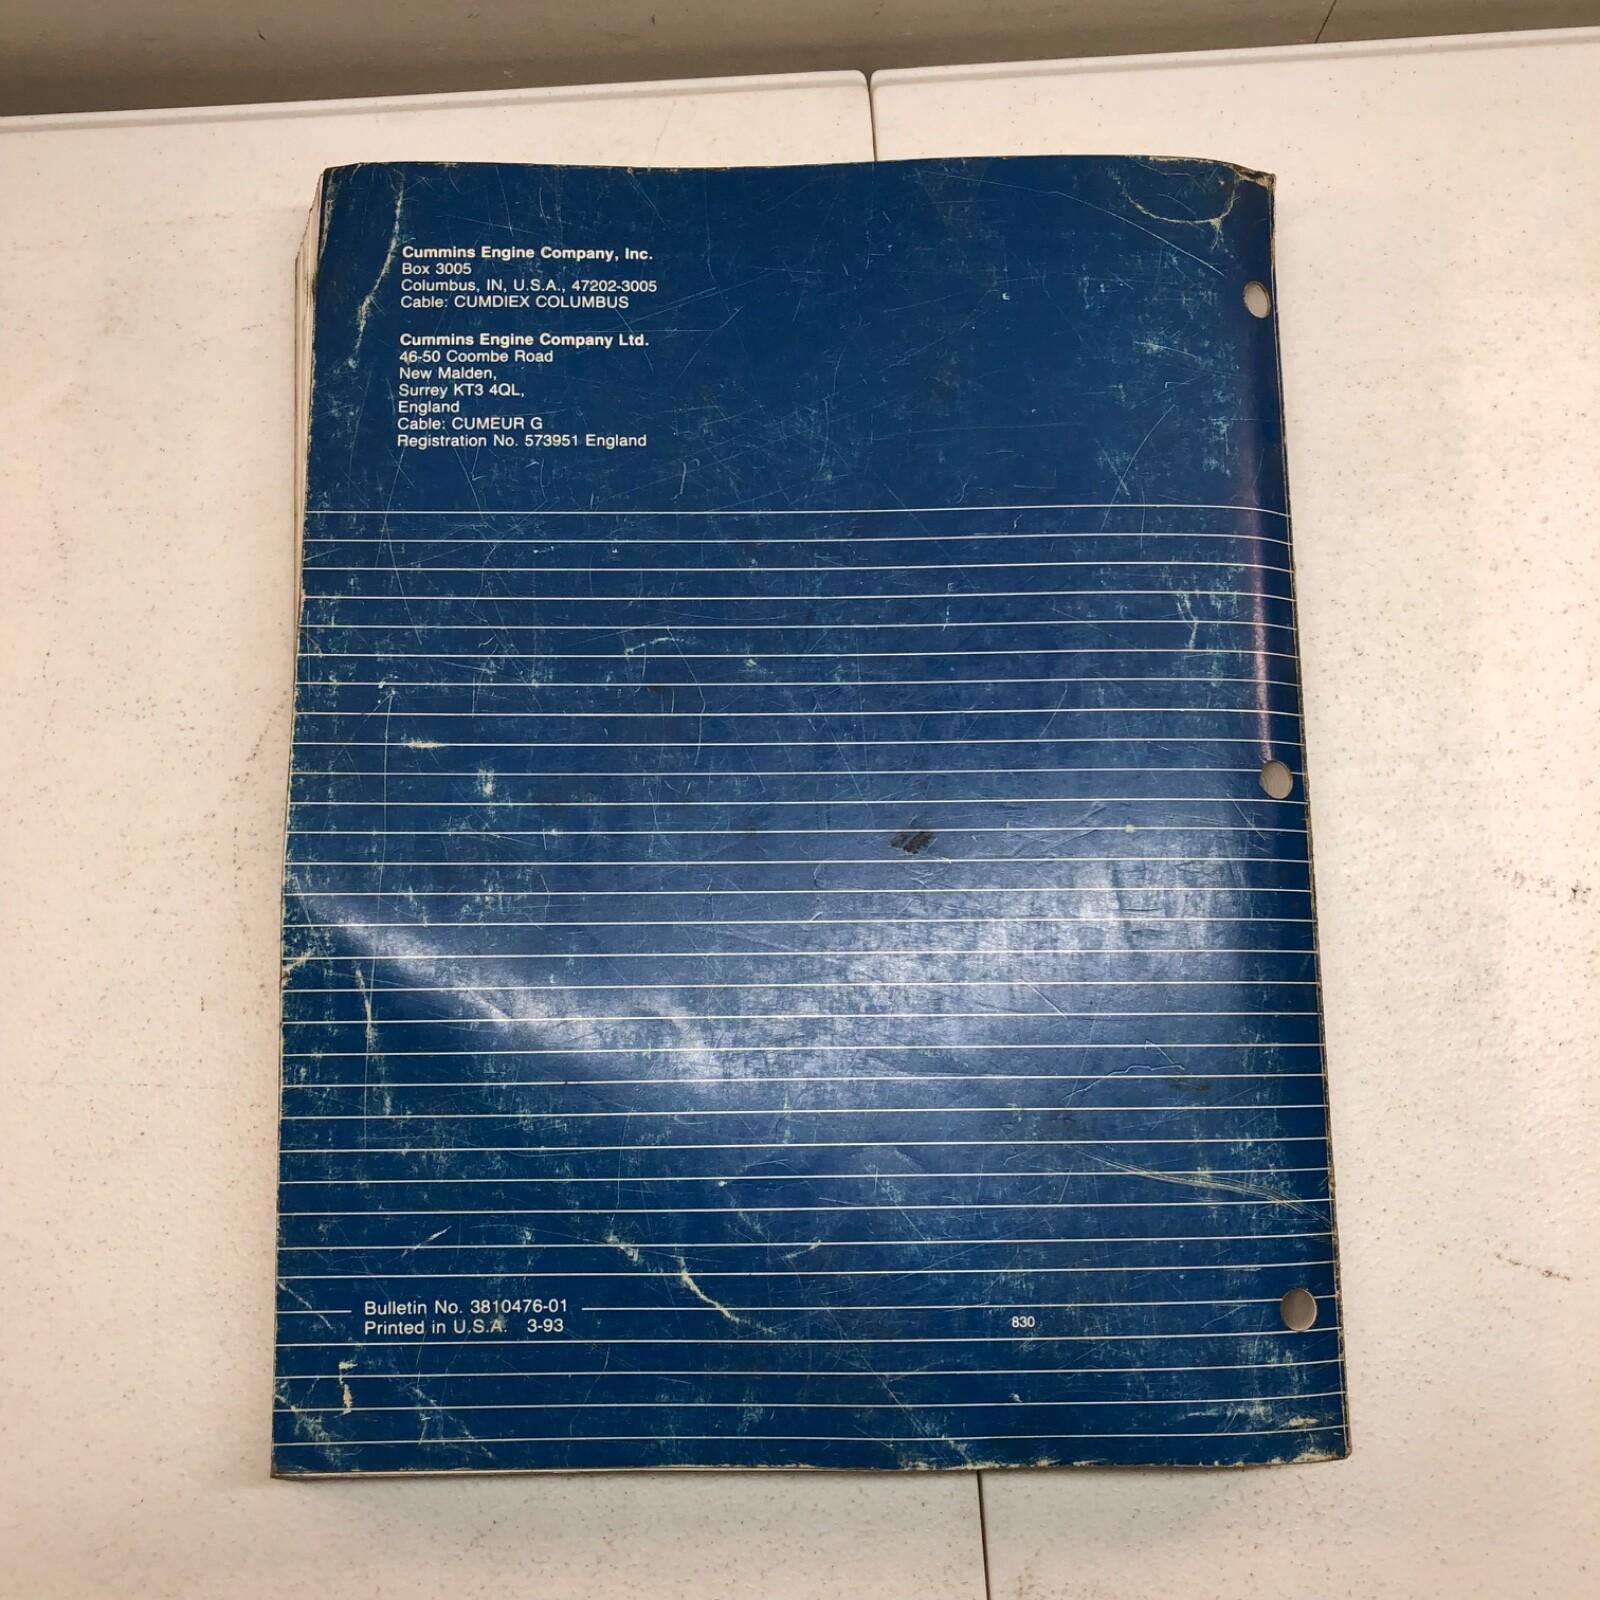 Cummins Engine Company, Inc.
Box 3005
Columbus, IN, U.S.A., 47202-3005
Cable: CUMDIEX COLUMBUS
Cummins Engine Company Ltd.
46-50 Coombe Road
New Malden,
Surrey KT3 4QL,
England
Cable: CUMEUR G
Registration No. 573951 England
Bulletin No. 3810476-01
Printed in U.S.A. 3-93
830